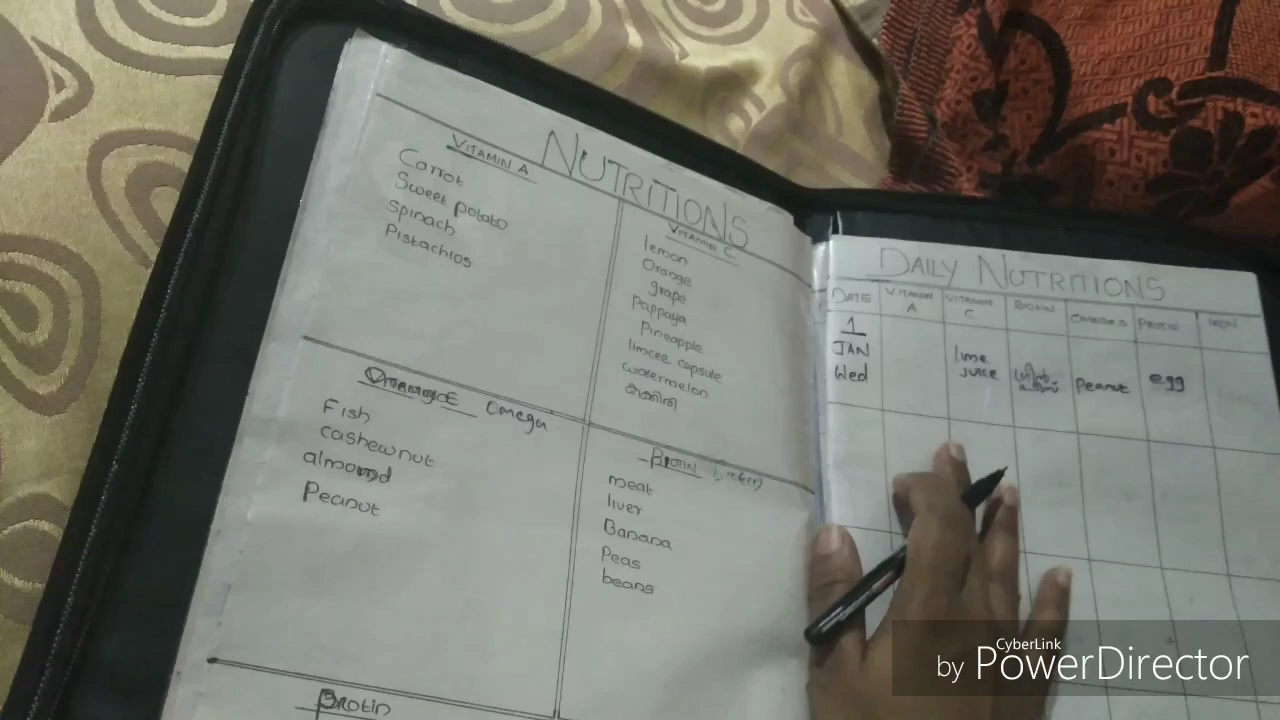 NUTRITIONS
VITAMIN A
Carrot
Sweet potato
Spinach
Pistachios
VITAMIN C
lemon
Orange
grape
Pappaya
Pineapple
limcee capsule
watermelon
Omega
Fish
cashewnut
almond
Peanut
meat
liver
Banana
Peas
beans
Brotin
DAILY NUTRITIONS
DATE
VITAMIN A
VITAMIN C
IRON
1
JAN
Wed
lime
juice
peanut
egg
CyberLink
by PowerDirector